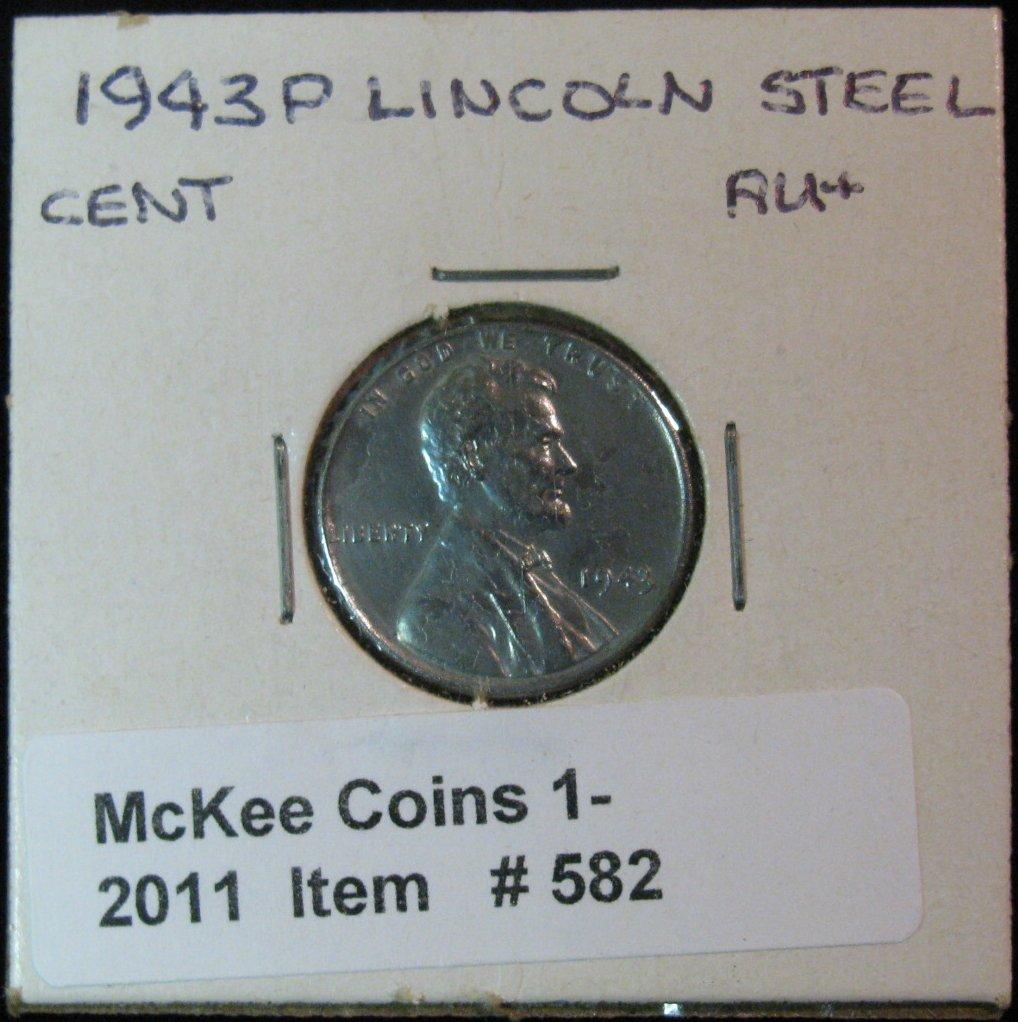 1943P LINCOLN STEEL
CENT AU+
IN GOD WE TRUST
LIBERTY
1943
McKee Coins 1-
2011 Item # 582